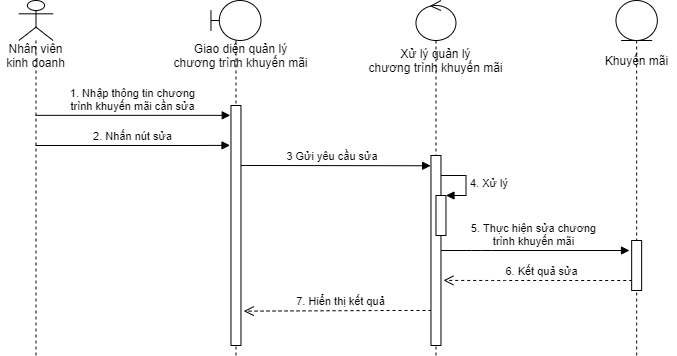 Nhân viên
kinh doanh
Giao diện quản lý
chương trình khuyến mãi
Xử lý quản lý
chương trình khuyến mãi
Khuyến mãi
1. Nhập thông tin chương
trình khuyến mãi cần sửa
2. Nhấn nút sửa
3 Gửi yêu cầu sửa
4. Xử lý
5. Thực hiện sửa chương
trình khuyến mãi
6. Kết quả sửa
7. Hiển thị kết quả